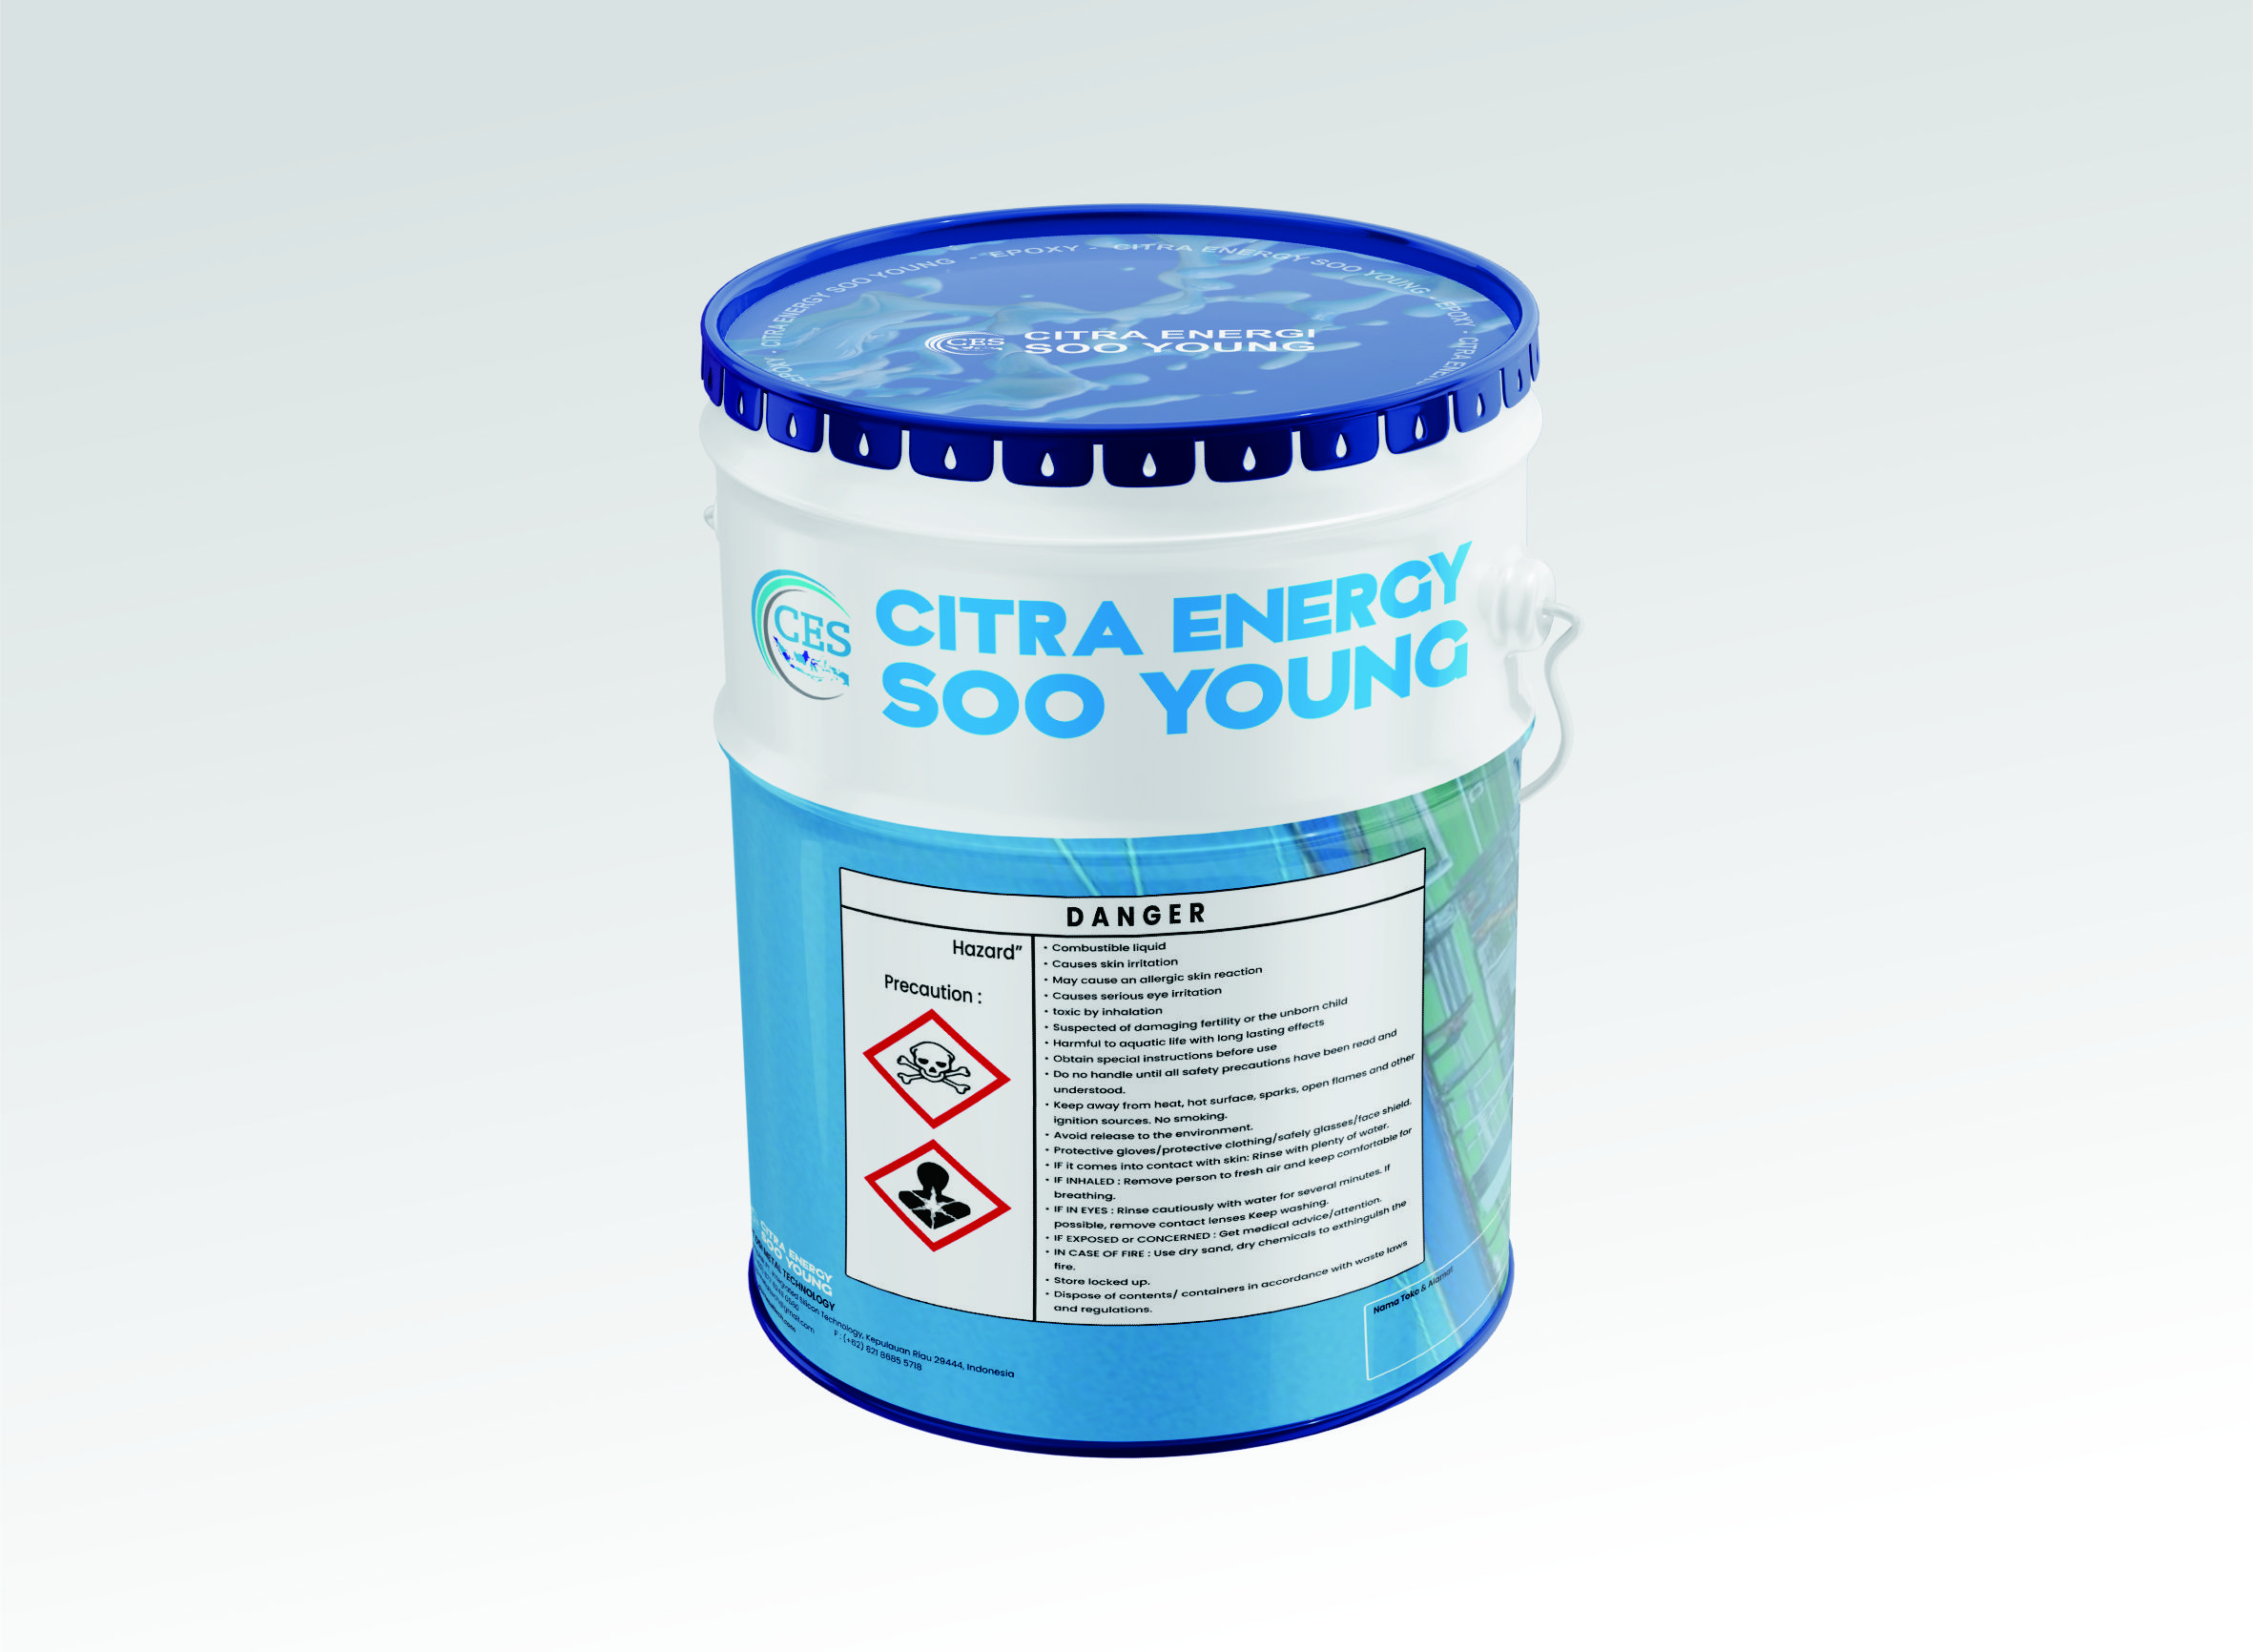 EPOXY - CITRA ENERGY SOO YOUNG - EPOXY - CITRA ENERGY SOO YOUNG - EPOXY - CITRA ENERG
CES
CITRA ENERGI
SOO YOUNG
CES
CITRA ENERGY
SOO YOUNG
DANGER
Hazard"
Precaution :
• Combustible liquid
• Causes skin irritation
• May cause an allergic skin reaction
• Causes serious eye irritation
• toxic by inhalation
• Suspected of damaging fertility or the unborn child
• Harmful to aquatic life with long lasting effects
• Obtain special instructions before use
• Do no handle until all safety precautions have been read and
understood.
• Keep away from heat, hot surface, sparks, open flames and other
ignition sources. No smoking.
• Avoid release to the environment.
• Protective gloves/protective clothing/safely glasses/face shield.
• IF it comes into contact with skin: Rinse with plenty of water.
• IF INHALED : Remove person to fresh air and keep comfortable for
breathing.
• IF IN EYES : Rinse cautiously with water for several minutes. If
possible, remove contact lenses Keep washing.
• IF EXPOSED or CONCERNED : Get medical advice/attention.
• IN CASE OF FIRE : Use dry sand, dry chemicals to exthinguish the
fire.
• Store locked up.
• Dispose of contents/ containers in accordance with waste laws
and regulations.
CITRA ENERGY
SOO YOUNG
TECHNOLOGY
Silicon Technology, Kepulauan Riau 29444, Indonesia
F : (+62) 621 8685 5718
Nama Toko & Alamat